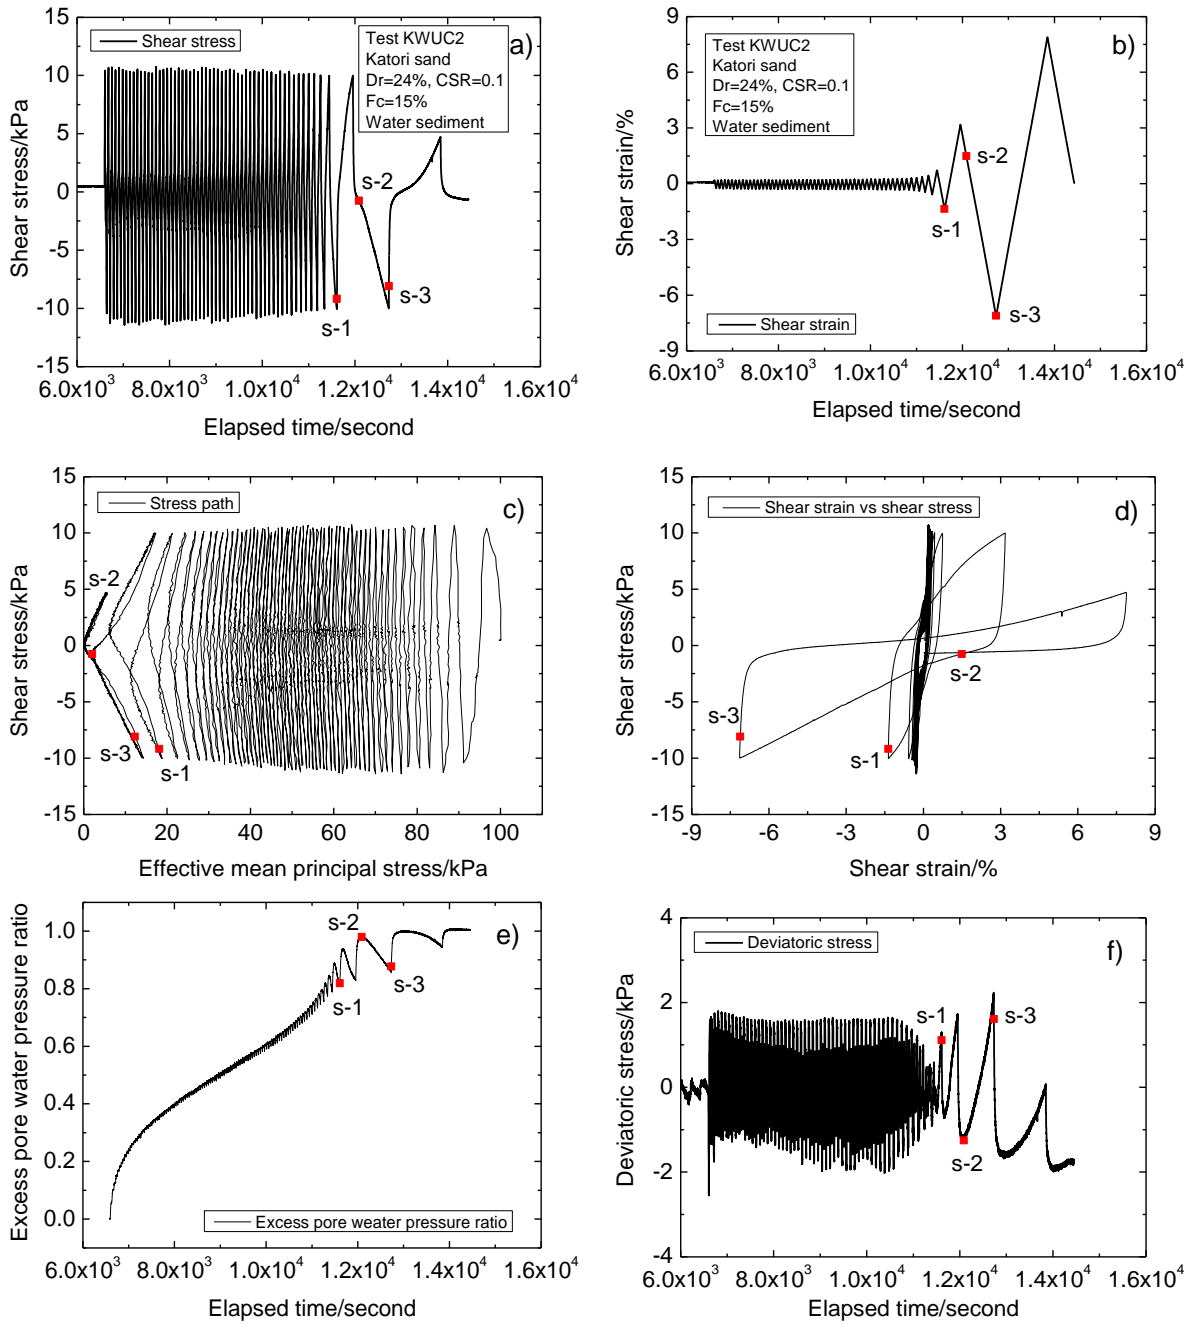 15
10
5
0
-5
-10
-15
Shear stress/kPa
Shear stress
a)
Test KWUC2
Katori sand
Dr=24%, CSR=0.1
Fc=15%
Water sediment
s-2
s-3
s-1
6.0x10³ 8.0x10³ 1.0x10⁴ 1.2x10⁴ 1.4x10⁴ 1.6x10⁴
Elapsed time/second
9
6
3
0
-3
-6
-9
Shear strain/%
Test KWUC2
Katori sand
Dr=24%, CSR=0.1
Fc=15%
Water sediment
b)
s-2
s-1
s-3
Shear strain
6.0x10³ 8.0x10³ 1.0x10⁴ 1.2x10⁴ 1.4x10⁴ 1.6x10⁴
Elapsed time/second
15
10
5
0
-5
-10
-15
Shear stress/kPa
Stress path
c)
s-2
s-3
s-1
0 20 40 60 80 100
Effective mean principal stress/kPa
15
10
5
0
-5
-10
-15
Shear stress/kPa
Shear strain vs shear stress
d)
s-2
s-3
s-1
-9 -6 -3 0 3 6 9
Shear strain/%
1.0
0.8
0.6
0.4
0.2
0.0
Excess pore water pressure ratio
s-2
e)
s-1
s-3
Excess pore weater pressure ratio
6.0x10³ 8.0x10³ 1.0x10⁴ 1.2x10⁴ 1.4x10⁴ 1.6x10⁴
Elapsed time/second
4
2
0
-2
-4
Deviatoric stress/kPa
Deviatoric stress
f)
s-1
s-3
s-2
6.0x10³ 8.0x10³ 1.0x10⁴ 1.2x10⁴ 1.4x10⁴ 1.6x10⁴
Elapsed time/second